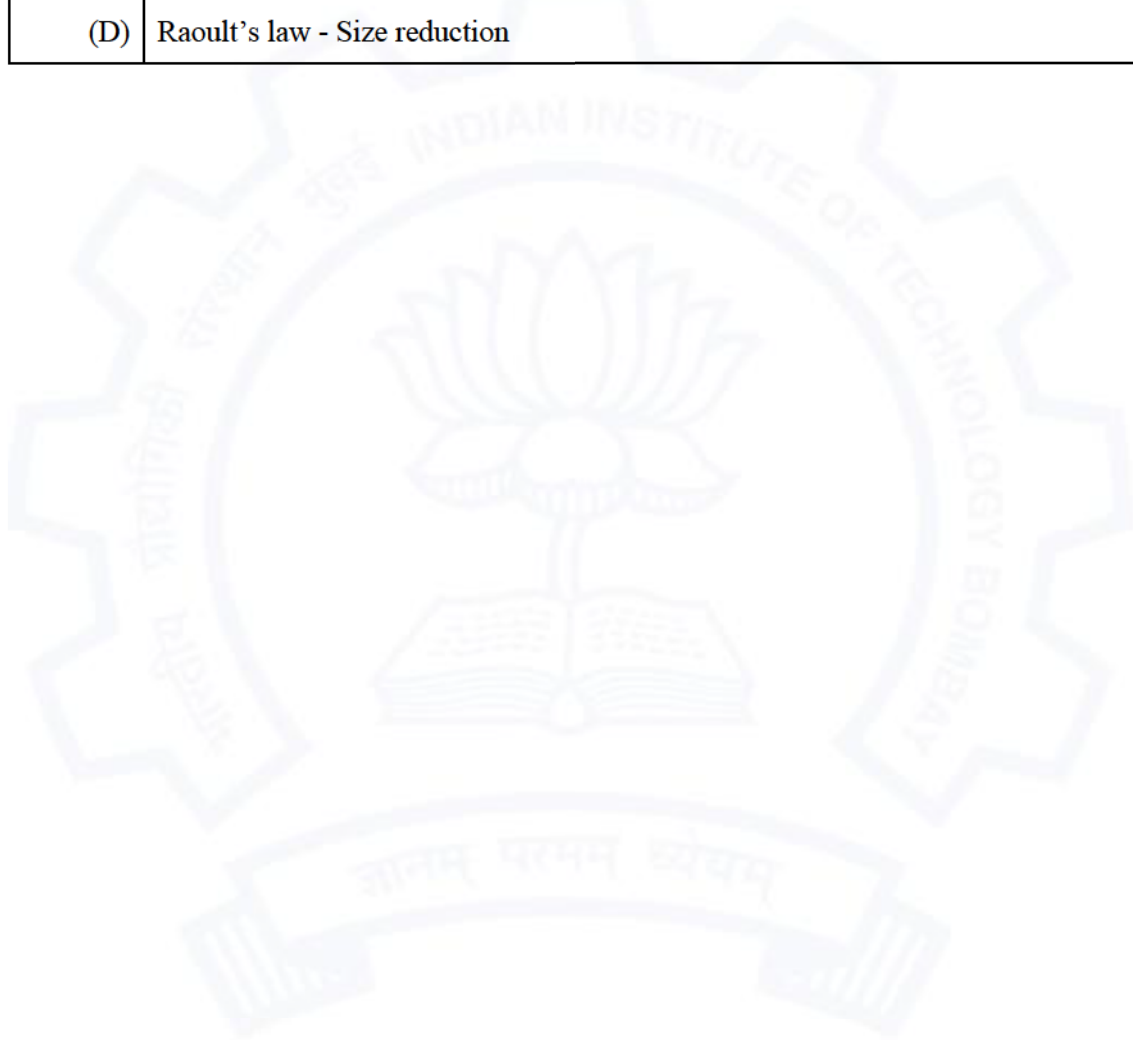 (D) Raoult’s law - Size reduction
INDIAN INSTITUTE OF TECHNOLOGY BOMBAY
भारतीय प्रौद्योगिकी संस्थान मुंबई
ज्ञानम् परमम् ध्येयम्